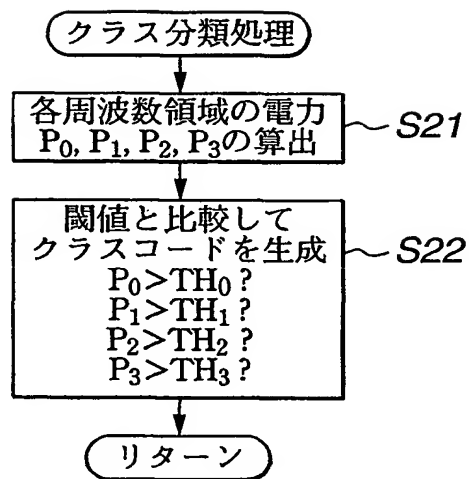 クラス分類処理
各周波数領域の電力
P₀, P₁, P₂, P₃の算出
S21
閾値と比較して
クラスコードを生成
P₀>TH₀?
P₁>TH₁?
P₂>TH₂?
P₃>TH₃?
S22
リターン